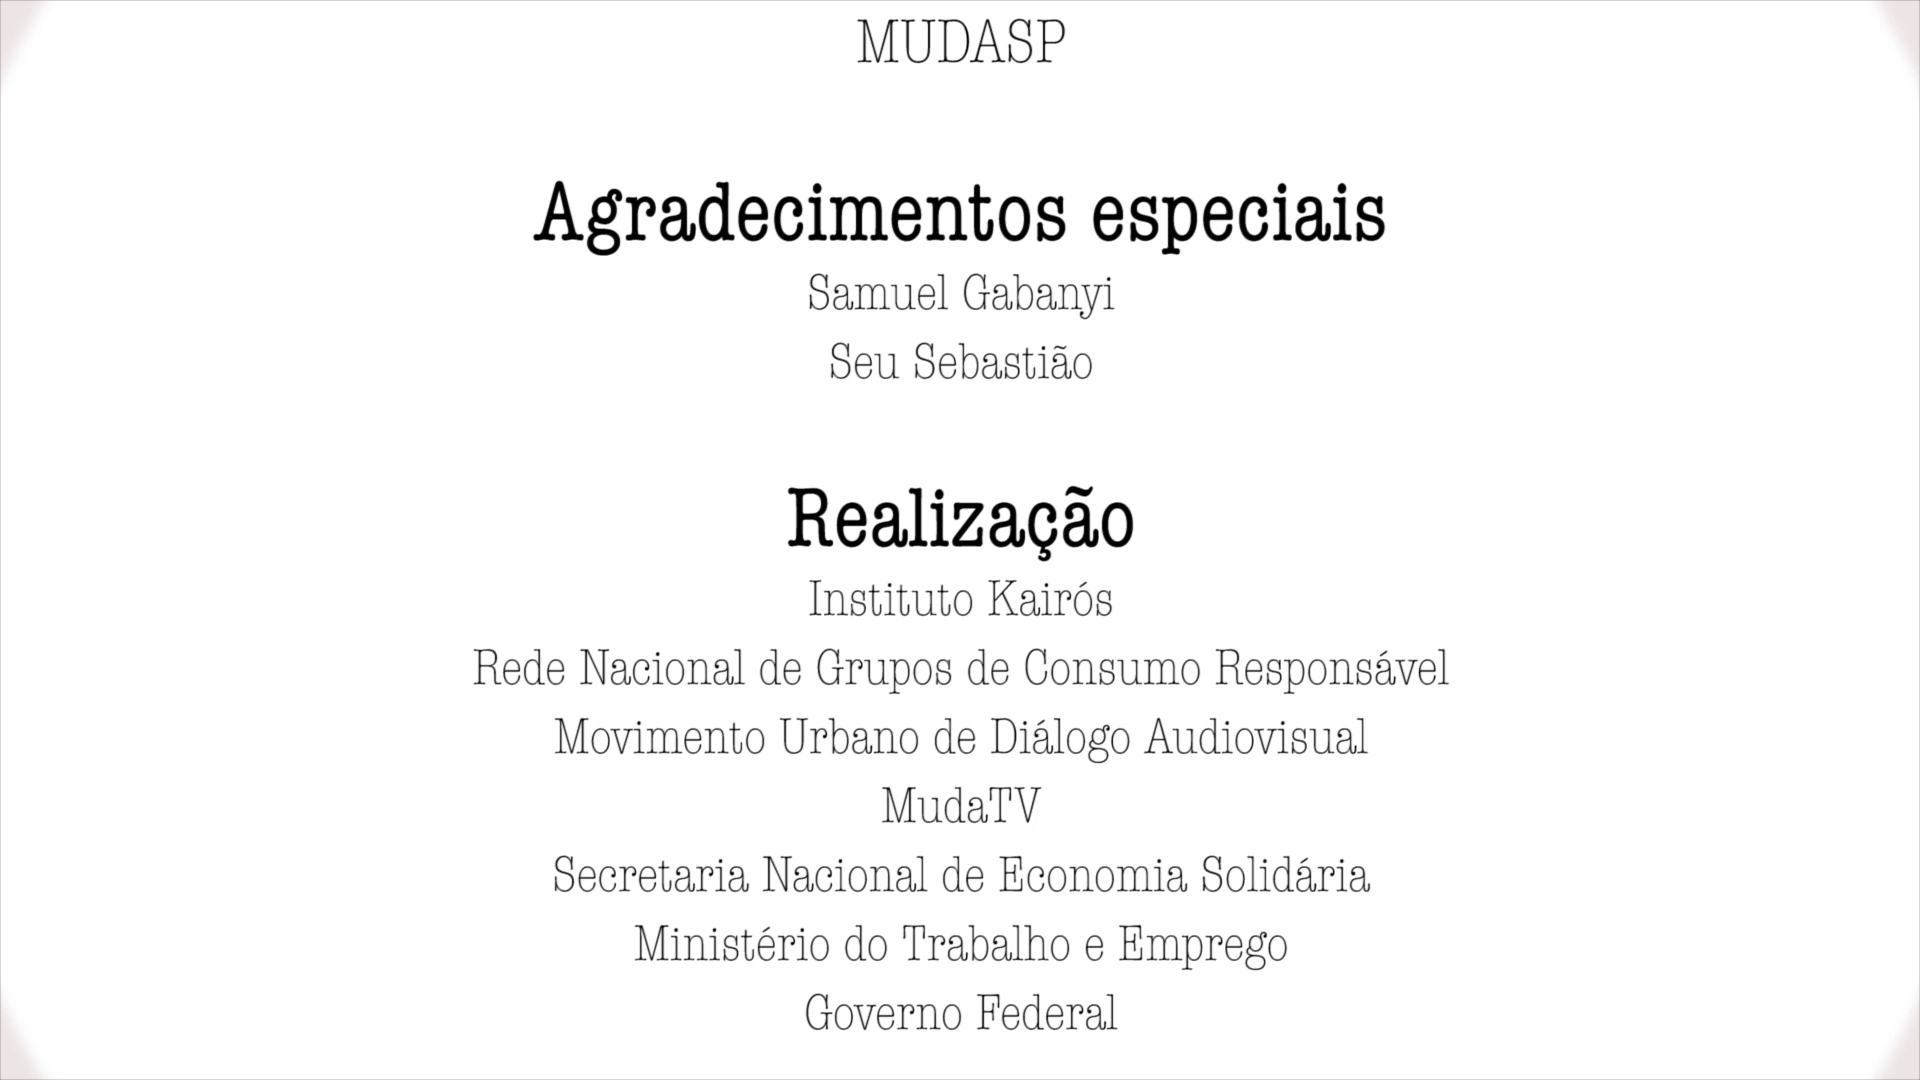 MUDASP
Agradecimentos especiais
Samuel Gabanyi
Seu Sebastião
Realização
Instituto Kairós
Rede Nacional de Grupos de Consumo Responsável
Movimento Urbano de Diálogo Audiovisual
MudaTV
Secretaria Nacional de Economia Solidária
Ministério do Trabalho e Emprego
Governo Federal